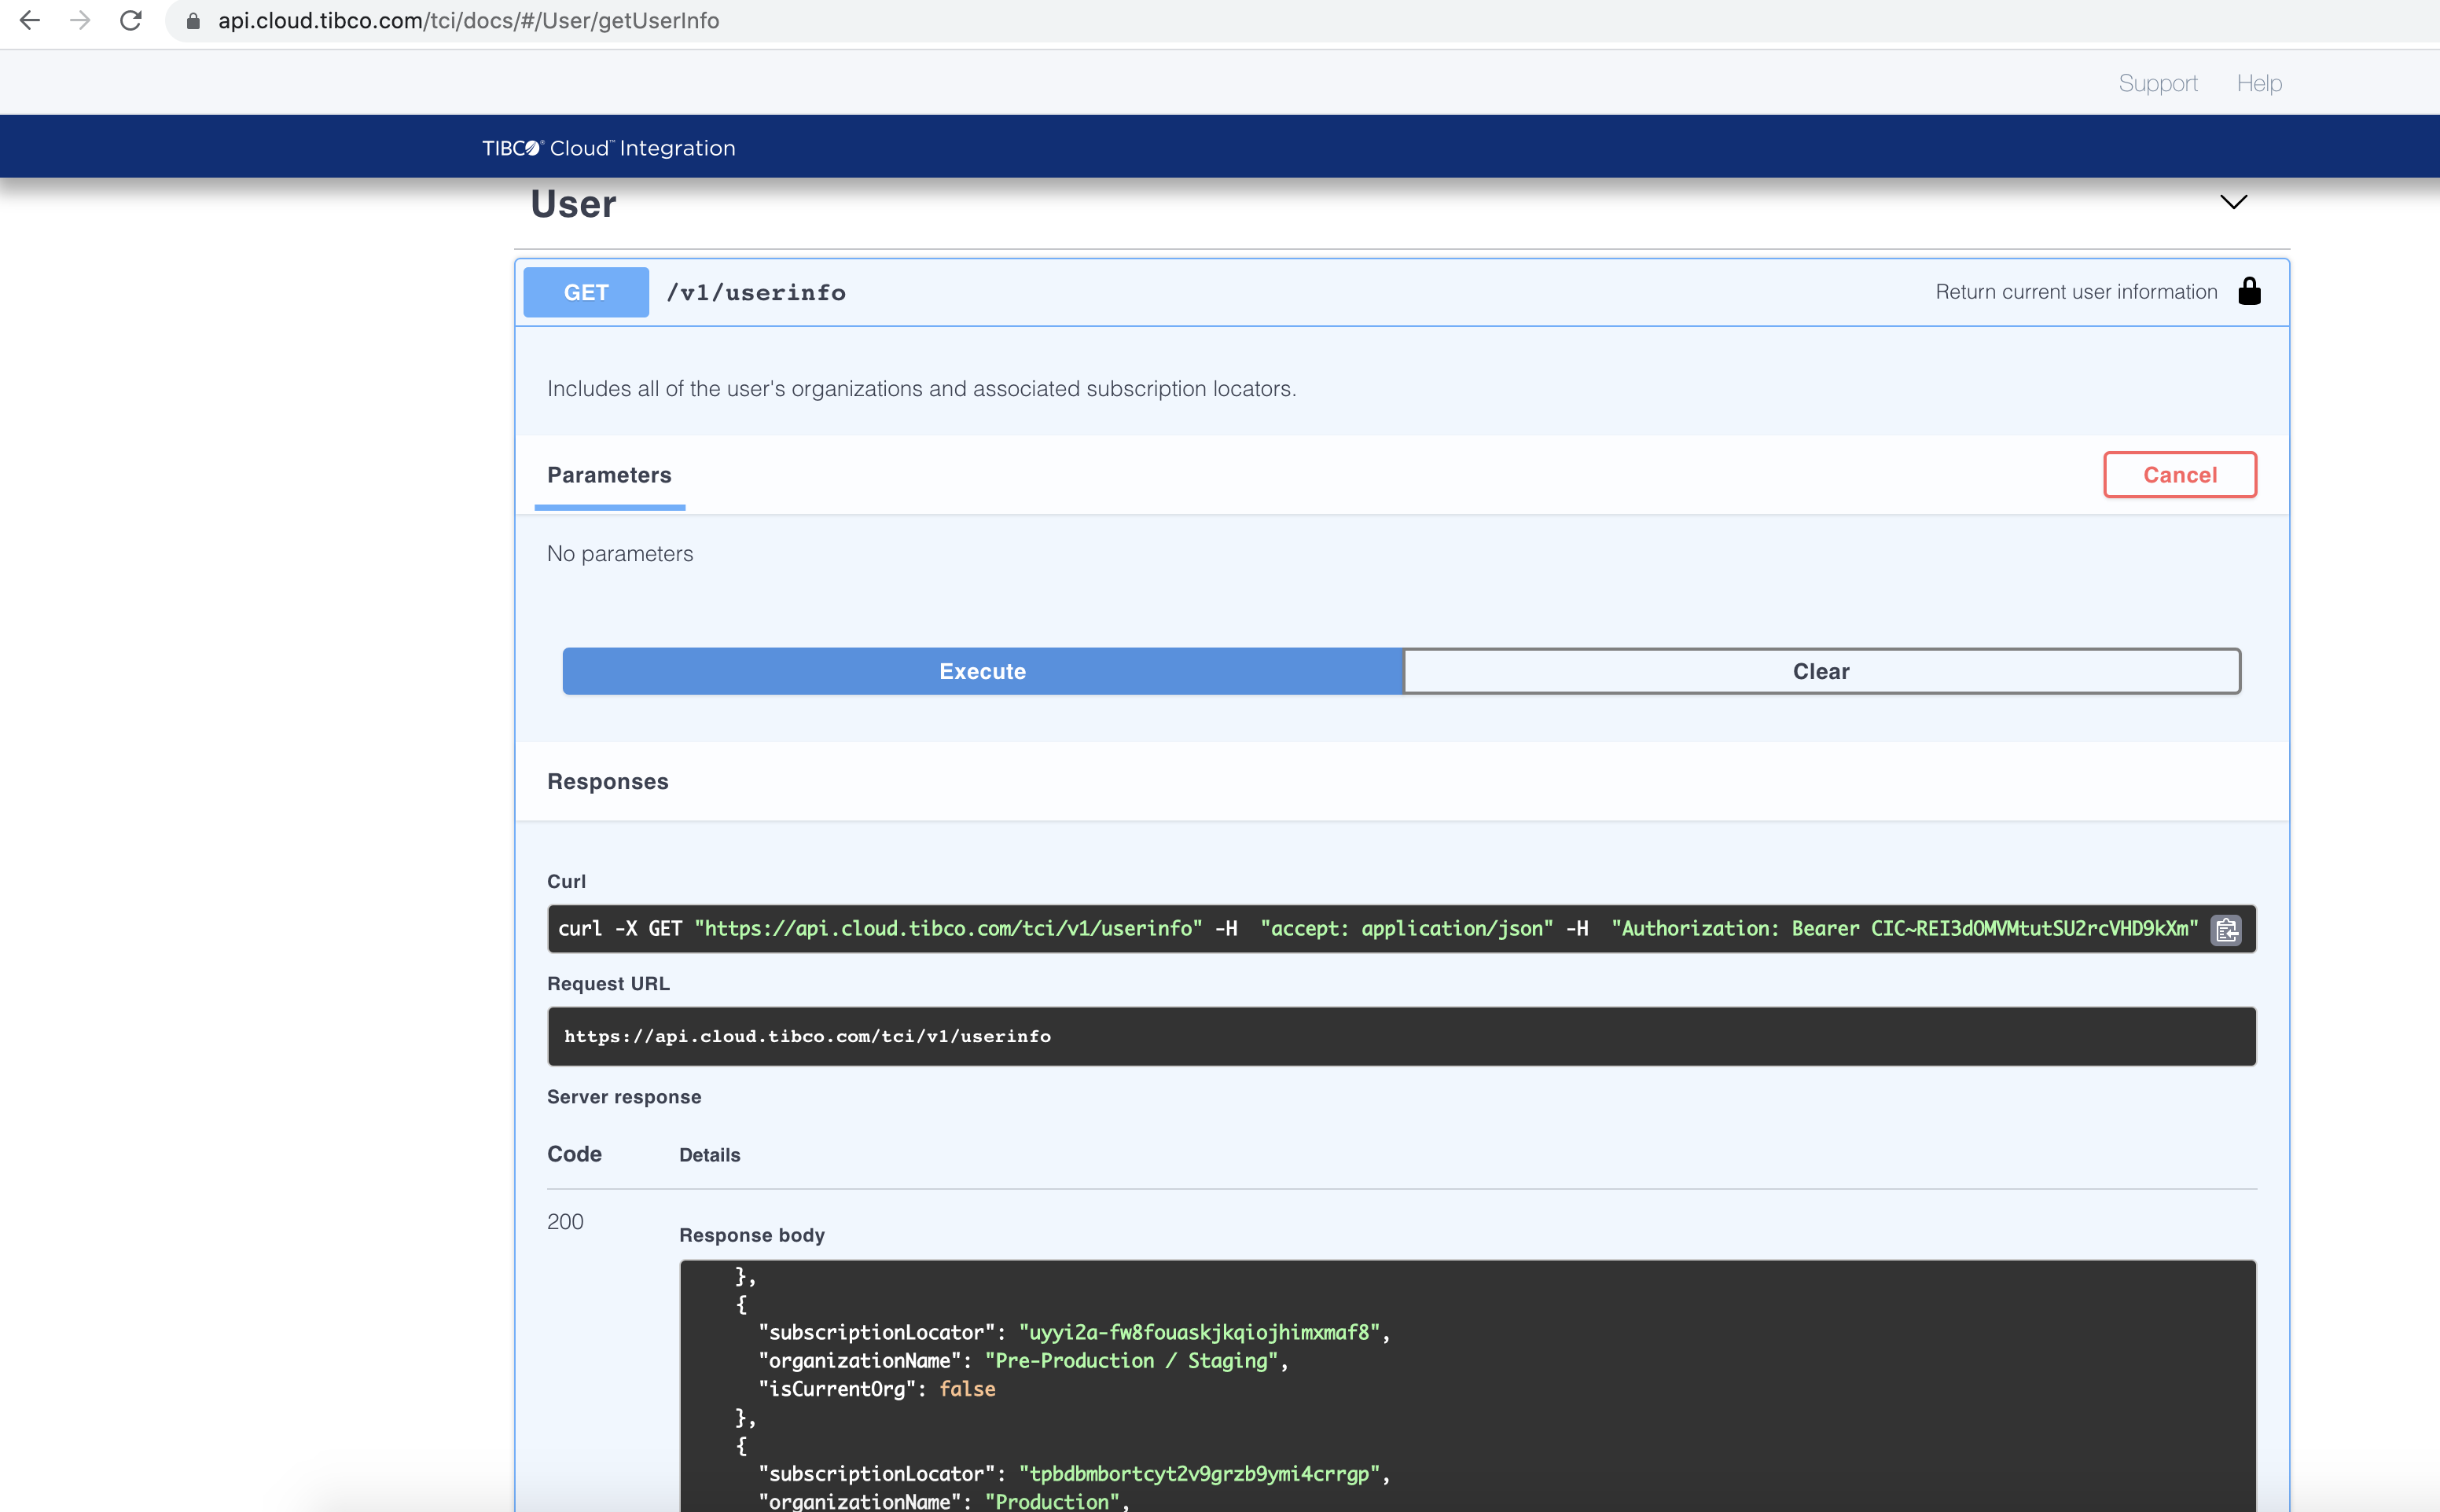 api.cloud.tibco.com/tci/docs/#/User/getUserInfo
Support Help
TIBCO® Cloud™ Integration
User
GET /v1/userinfo Return current user information
Includes all of the user's organizations and associated subscription locators.
Parameters Cancel
No parameters
Execute Clear
Responses
Curl
curl -X GET "https://api.cloud.tibco.com/tci/v1/userinfo" -H  "accept: application/json" -H  "Authorization: Bearer CIC~REI3dOMVMtutSU2rcVHD9kXm"
Request URL
https://api.cloud.tibco.com/tci/v1/userinfo
Server response
Code Details
200
Response body
},
{
"subscriptionLocator": "uyyi2a-fw8fouaskjkqiojhimxmaf8",
"organizationName": "Pre-Production / Staging",
"isCurrentOrg": false
},
{
"subscriptionLocator": "tpbdbmbortcyt2v9grzb9ymi4crrgp",
"organizationName": "Production",